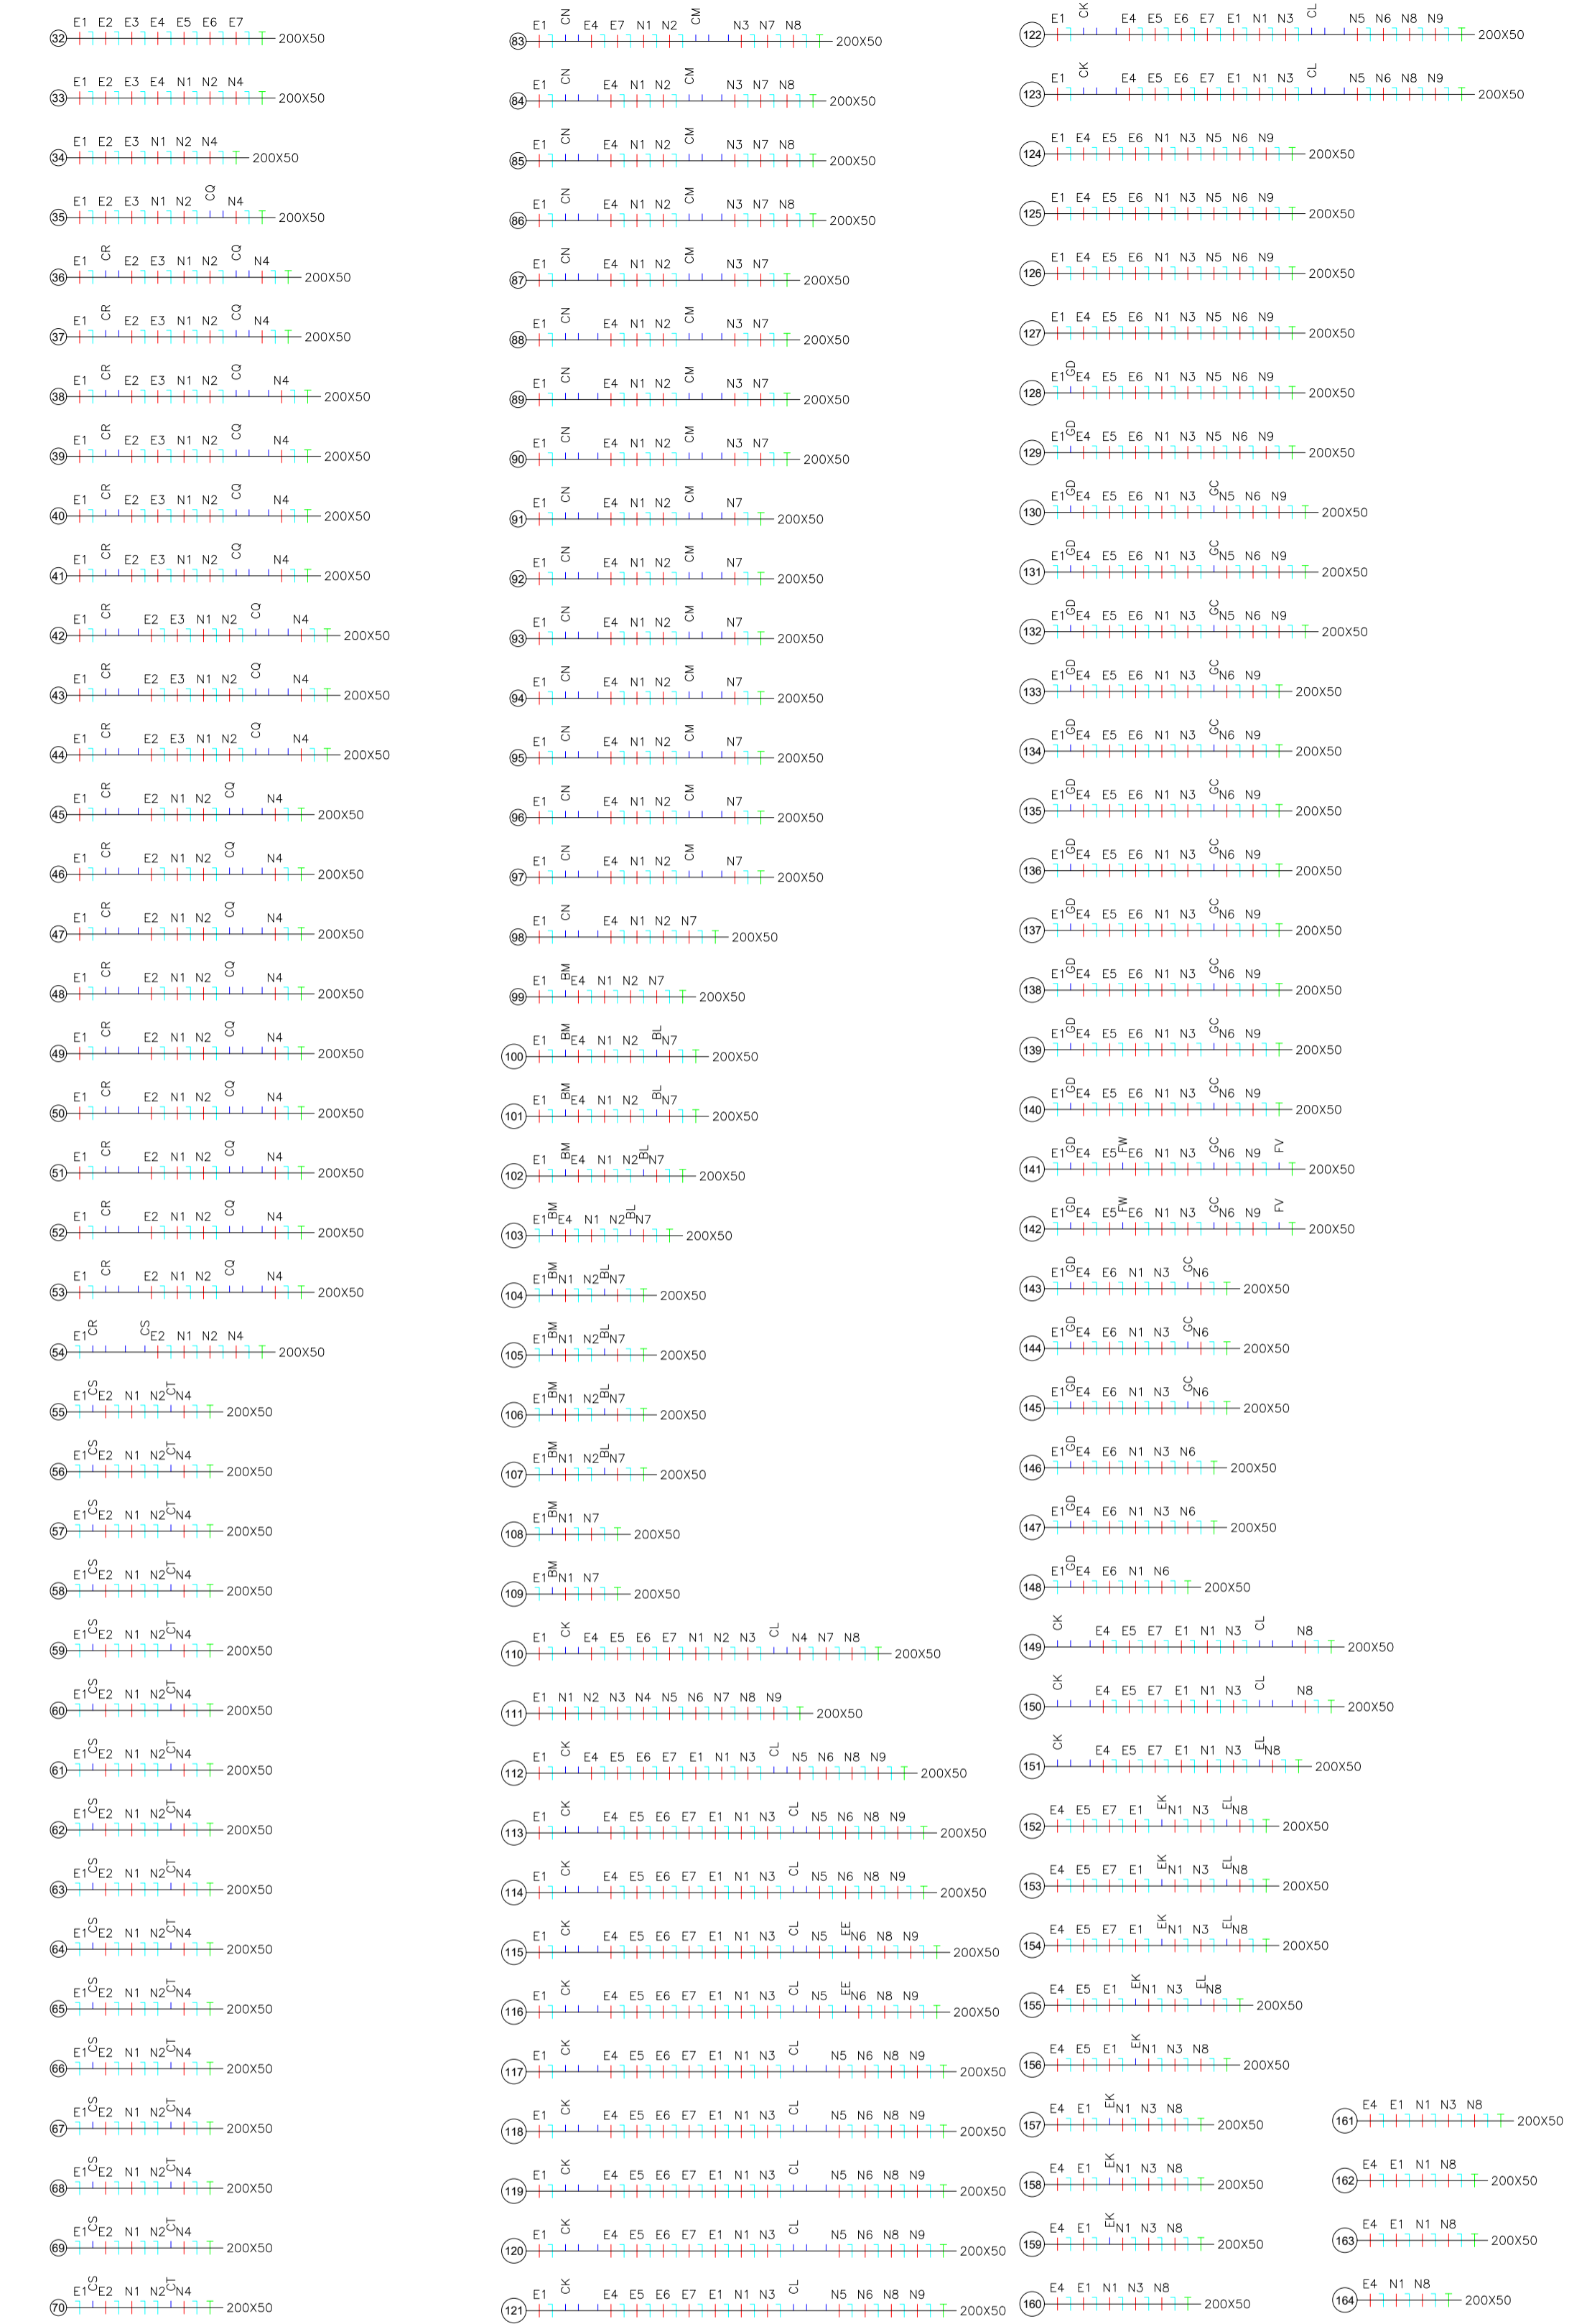 32 E1 E2 E3 E4 E5 E6 E7 200X50
33 E1 E2 E3 E4 N1 N2 N4 200X50
34 E1 E2 E3 N1 N2 N4 200X50
35 E1 E2 E3 N1 N2 CQ N4 200X50
36 E1 CR E2 E3 N1 N2 CQ N4 200X50
37 E1 CR E2 E3 N1 N2 CQ N4 200X50
38 E1 CR E2 E3 N1 N2 CQ N4 200X50
39 E1 CR E2 E3 N1 N2 CQ N4 200X50
40 E1 CR E2 E3 N1 N2 CQ N4 200X50
41 E1 CR E2 E3 N1 N2 CQ N4 200X50
42 E1 CR E2 E3 N1 N2 CQ N4 200X50
43 E1 CR E2 E3 N1 N2 CQ N4 200X50
44 E1 CR E2 E3 N1 N2 CQ N4 200X50
45 E1 CR E2 N1 N2 CQ N4 200X50
46 E1 CR E2 N1 N2 CQ N4 200X50
47 E1 CR E2 N1 N2 CQ N4 200X50
48 E1 CR E2 N1 N2 CQ N4 200X50
49 E1 CR E2 N1 N2 CQ N4 200X50
50 E1 CR E2 N1 N2 CQ N4 200X50
51 E1 CR E2 N1 N2 CQ N4 200X50
52 E1 CR E2 N1 N2 CQ N4 200X50
53 E1 CR E2 N1 N2 CQ N4 200X50
54 E1 CR CS E2 N1 N2 N4 200X50
55 E1 CS E2 N1 N2 CT N4 200X50
56 E1 CS E2 N1 N2 CT N4 200X50
57 E1 CS E2 N1 N2 CT N4 200X50
58 E1 CS E2 N1 N2 CT N4 200X50
59 E1 CS E2 N1 N2 CT N4 200X50
60 E1 CS E2 N1 N2 CT N4 200X50
61 E1 CS E2 N1 N2 CT N4 200X50
62 E1 CS E2 N1 N2 CT N4 200X50
63 E1 CS E2 N1 N2 CT N4 200X50
64 E1 CS E2 N1 N2 CT N4 200X50
65 E1 CS E2 N1 N2 CT N4 200X50
66 E1 CS E2 N1 N2 CT N4 200X50
67 E1 CS E2 N1 N2 CT N4 200X50
68 E1 CS E2 N1 N2 CT N4 200X50
69 E1 CS E2 N1 N2 CT N4 200X50
70 E1 CS E2 N1 N2 CT N4 200X50
83 E1 CN E4 E7 N1 N2 CM N3 N7 N8 200X50
84 E1 CN E4 N1 N2 CM N3 N7 N8 200X50
85 E1 CN E4 N1 N2 CM N3 N7 N8 200X50
86 E1 CN E4 N1 N2 CM N3 N7 N8 200X50
87 E1 CN E4 N1 N2 CM N3 N7 200X50
88 E1 CN E4 N1 N2 CM N3 N7 200X50
89 E1 CN E4 N1 N2 CM N3 N7 200X50
90 E1 CN E4 N1 N2 CM N3 N7 200X50
91 E1 CN E4 N1 N2 CM N7 200X50
92 E1 CN E4 N1 N2 CM N7 200X50
93 E1 CN E4 N1 N2 CM N7 200X50
94 E1 CN E4 N1 N2 CM N7 200X50
95 E1 CN E4 N1 N2 CM N7 200X50
96 E1 CN E4 N1 N2 CM N7 200X50
97 E1 CN E4 N1 N2 CM N7 200X50
98 E1 CN E4 N1 N2 N7 200X50
99 E1 BM E4 N1 N2 N7 200X50
100 E1 BM E4 N1 N2 BL N7 200X50
101 E1 BM E4 N1 N2 BL N7 200X50
102 E1 BM E4 N1 N2 BL N7 200X50
103 E1 BM E4 N1 N2 BL N7 200X50
104 E1 BM N1 N2 BL N7 200X50
105 E1 BM N1 N2 BL N7 200X50
106 E1 BM N1 N2 BL N7 200X50
107 E1 BM N1 N2 BL N7 200X50
108 E1 BM N1 N7 200X50
109 E1 BM N1 N7 200X50
110 E1 CK E4 E5 E6 E7 N1 N2 N3 CL N4 N7 N8 200X50
111 E1 N1 N2 N3 N4 N5 N6 N7 N8 N9 200X50
112 E1 CK E4 E5 E6 E7 E1 N1 N3 CL N5 N6 N8 N9 200X50
113 E1 CK E4 E5 E6 E7 E1 N1 N3 CL N5 N6 N8 N9 200X50
114 E1 CK E4 E5 E6 E7 E1 N1 N3 CL N5 N6 N8 N9 200X50
115 E1 CK E4 E5 E6 E7 E1 N1 N3 CL N5 EE N6 N8 N9 200X50
116 E1 CK E4 E5 E6 E7 E1 N1 N3 CL N5 EE N6 N8 N9 200X50
117 E1 CK E4 E5 E6 E7 E1 N1 N3 CL N5 N6 N8 N9 200X50
118 E1 CK E4 E5 E6 E7 E1 N1 N3 CL N5 N6 N8 N9 200X50
119 E1 CK E4 E5 E6 E7 E1 N1 N3 CL N5 N6 N8 N9 200X50
120 E1 CK E4 E5 E6 E7 E1 N1 N3 CL N5 N6 N8 N9 200X50
121 E1 CK E4 E5 E6 E7 E1 N1 N3 CL N5 N6 N8 N9 200X50
122 E1 CK E4 E5 E6 E7 E1 N1 N3 CL N5 N6 N8 N9 200X50
123 E1 CK E4 E5 E6 E7 E1 N1 N3 CL N5 N6 N8 N9 200X50
124 E1 E4 E5 E6 N1 N3 N5 N6 N9 200X50
125 E1 E4 E5 E6 N1 N3 N5 N6 N9 200X50
126 E1 E4 E5 E6 N1 N3 N5 N6 N9 200X50
127 E1 E4 E5 E6 N1 N3 N5 N6 N9 200X50
128 E1 GD E4 E5 E6 N1 N3 N5 N6 N9 200X50
129 E1 GD E4 E5 E6 N1 N3 N5 N6 N9 200X50
130 E1 GD E4 E5 E6 N1 N3 GC N5 N6 N9 200X50
131 E1 GD E4 E5 E6 N1 N3 GC N5 N6 N9 200X50
132 E1 GD E4 E5 E6 N1 N3 GC N5 N6 N9 200X50
133 E1 GD E4 E5 E6 N1 N3 GC N6 N9 200X50
134 E1 GD E4 E5 E6 N1 N3 GC N6 N9 200X50
135 E1 GD E4 E5 E6 N1 N3 GC N6 N9 200X50
136 E1 GD E4 E5 E6 N1 N3 GC N6 N9 200X50
137 E1 GD E4 E5 E6 N1 N3 GC N6 N9 200X50
138 E1 GD E4 E5 E6 N1 N3 GC N6 N9 200X50
139 E1 GD E4 E5 E6 N1 N3 GC N6 N9 200X50
140 E1 GD E4 E5 E6 N1 N3 GC N6 N9 200X50
141 E1 GD E4 E5 FW E6 N1 N3 GC N6 N9 FV 200X50
142 E1 GD E4 E5 FW E6 N1 N3 GC N6 N9 FV 200X50
143 E1 GD E4 E6 N1 N3 GC N6 200X50
144 E1 GD E4 E6 N1 N3 GC N6 200X50
145 E1 GD E4 E6 N1 N3 GC N6 200X50
146 E1 GD E4 E6 N1 N3 N6 200X50
147 E1 GD E4 E6 N1 N3 N6 200X50
148 E1 GD E4 E6 N1 N6 200X50
149 CK E4 E5 E7 E1 N1 N3 CL N8 200X50
150 CK E4 E5 E7 E1 N1 N3 CL N8 200X50
151 CK E4 E5 E7 E1 N1 N3 EL N8 200X50
152 E4 E5 E7 E1 EK N1 N3 EL N8 200X50
153 E4 E5 E7 E1 EK N1 N3 EL N8 200X50
154 E4 E5 E7 E1 EK N1 N3 EL N8 200X50
155 E4 E5 E1 EK N1 N3 EL N8 200X50
156 E4 E5 E1 EK N1 N3 N8 200X50
157 E4 E1 EK N1 N3 N8 200X50
158 E4 E1 EK N1 N3 N8 200X50
159 E4 E1 EK N1 N3 N8 200X50
160 E4 E1 N1 N3 N8 200X50
161 E4 E1 N1 N3 N8 200X50
162 E4 E1 N1 N8 200X50
163 E4 E1 N1 N8 200X50
164 E4 N1 N8 200X50